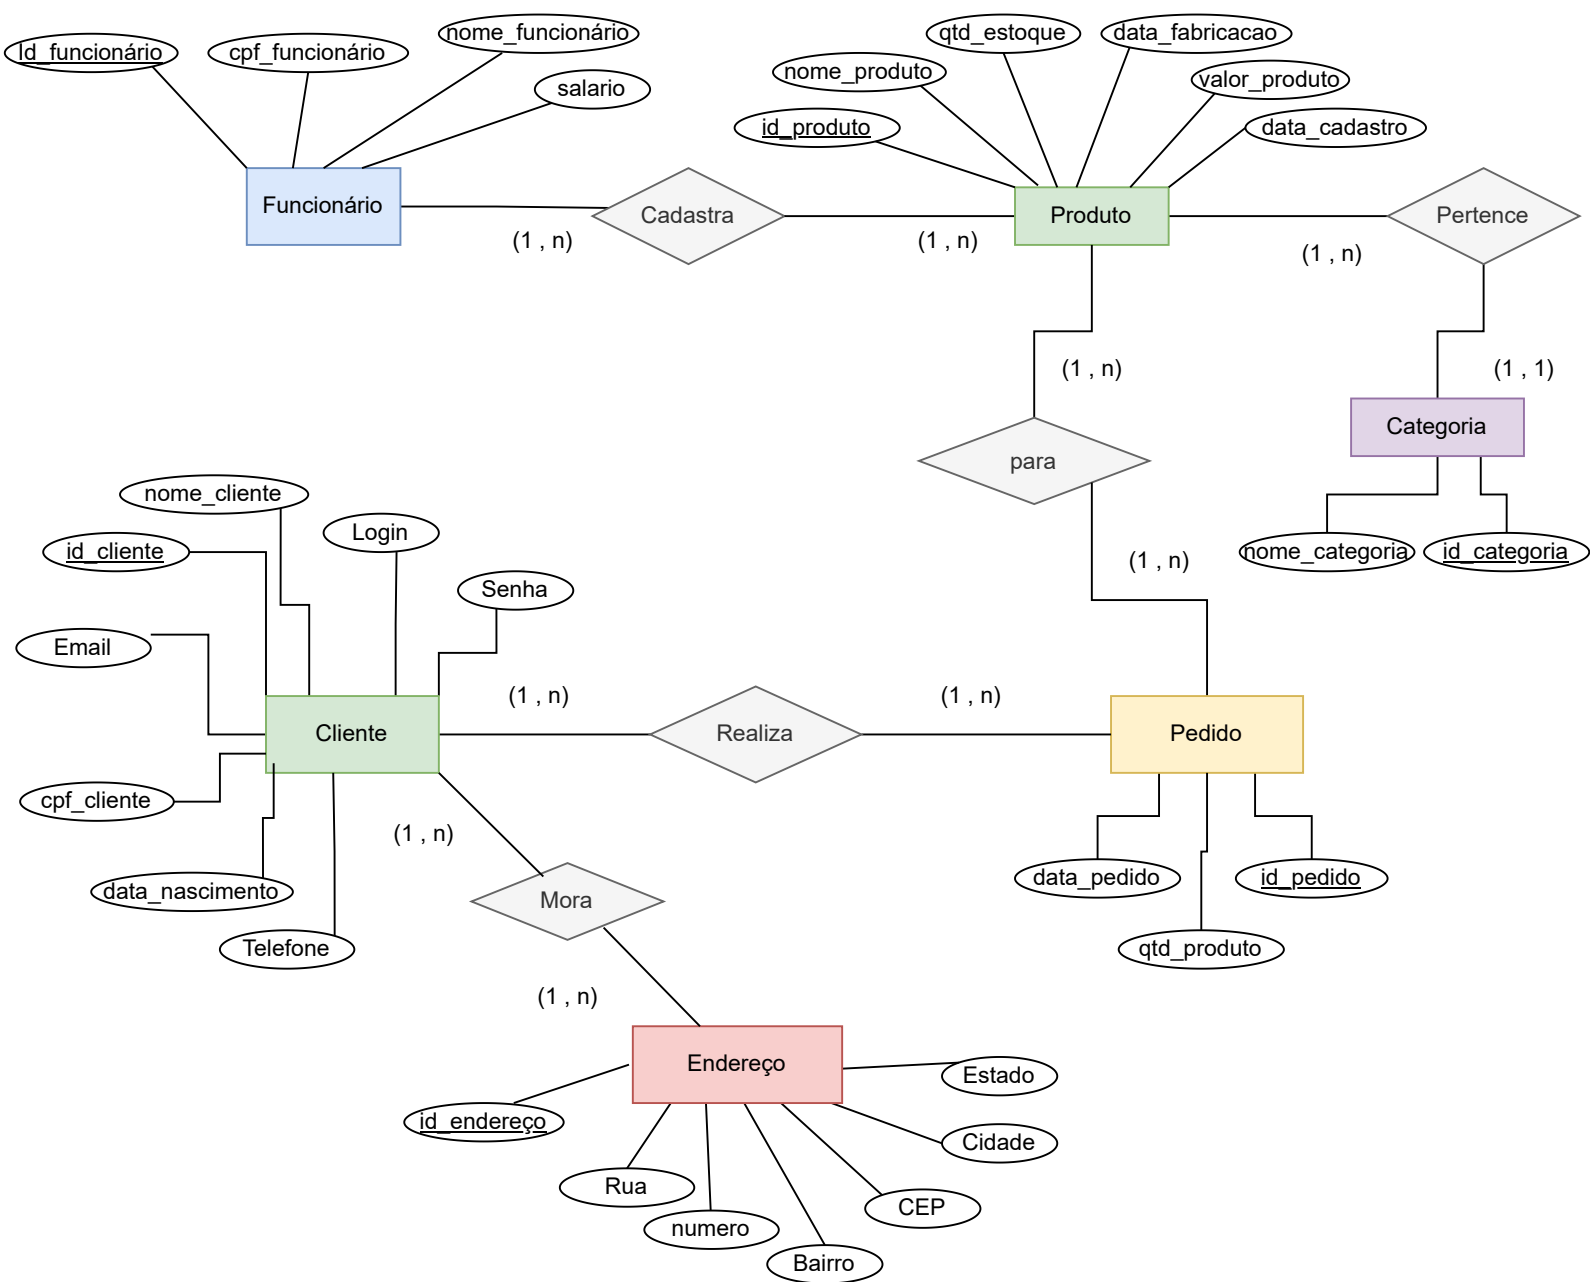 Id_funcionário
cpf_funcionário
nome_funcionário
salario
qtd_estoque
data_fabricacao
nome_produto
valor_produto
id_produto
data_cadastro
Funcionário
Cadastra
Produto
Pertence
(1 , n)
(1 , n)
(1 , n)
(1 , n)
(1 , 1)
Categoria
para
nome_cliente
Login
id_cliente
nome_categoria
id_categoria
(1 , n)
Senha
Email
(1 , n)
(1 , n)
Cliente
Realiza
Pedido
cpf_cliente
(1 , n)
data_nascimento
Mora
data_pedido
id_pedido
Telefone
qtd_produto
(1 , n)
Endereço
Estado
id_endereço
Cidade
Rua
CEP
numero
Bairro